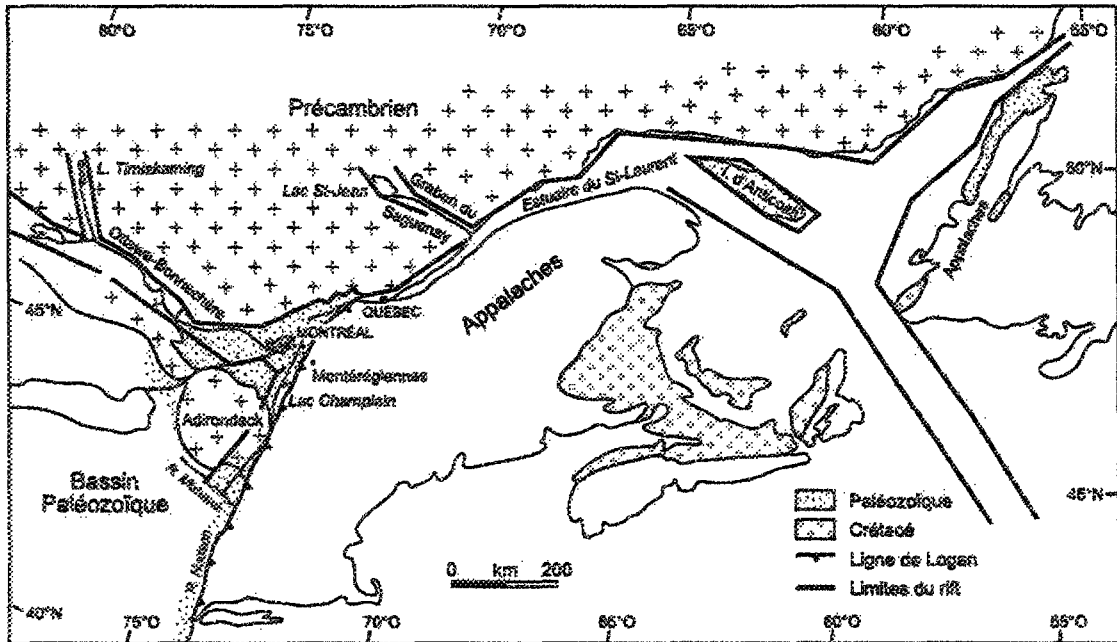 80°O 75°O 70°O 65°O 60°O 55°O
Précambrien
L. Timiskaming
Lac St-Jean
Graben du
Saguenay
Estuaire du St-Laurent
I. d'Anticosti
50°N
Ottawa-Bonnechère
Appalaches
Appalaches
45°N
QUÉBEC
MONTRÉAL
Montérégiennes
Lac Champlain
Adirondack
Bassin
Paléozoïque
R. Mohawk
R. Hudson
Paléozoïque
45°N
Crétacé
Ligne de Logan
0 km 200
Limites du rift
40°N
75°O 70°O 65°O 60°O 55°O